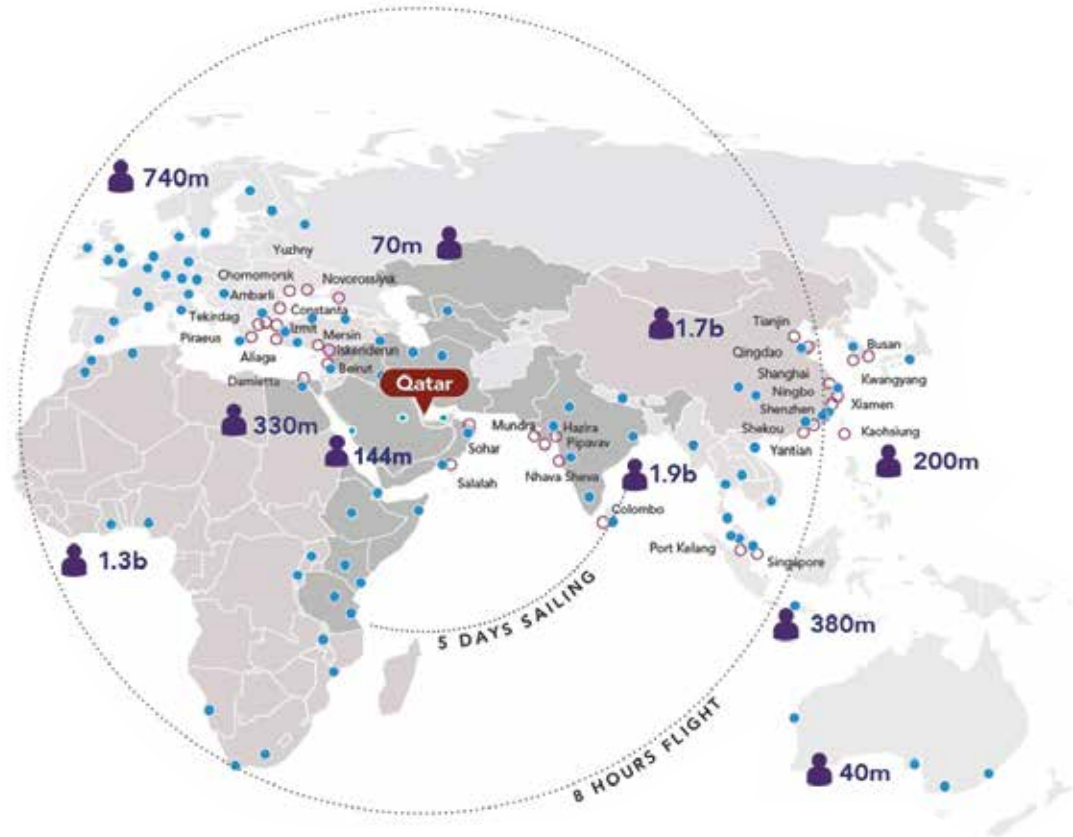 740m
70m
Yuzhny
Chornomorsk
Novorossiysk
Ambarli
Constanta
Tekirdag
Izmit
Piraeus
Mersin
Aliaga
Iskenderun
Beirut
Damietta
Qatar
330m
144m
Sohar
Salalah
Mundra
Hazira
Pipavav
Nhava Sheva
1.9b
Colombo
1.7b
Tianjin
Qingdao
Busan
Kwangyang
Shanghai
Ningbo
Shenzhen
Xiamen
Shekou
Kaohsiung
Yantian
200m
Port Kelang
Singapore
1.3b
5 DAYS SAILING
380m
8 HOURS FLIGHT
40m